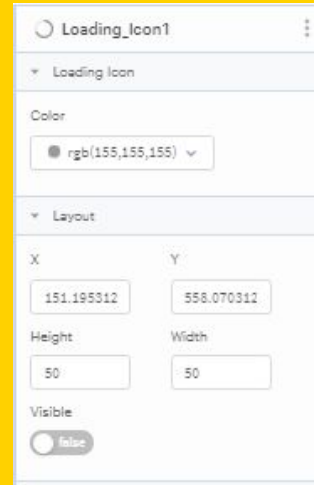 Loading_Icon1
Loading Icon
Color
rgb(155,155,155)
Layout
X Y
151.195312 558.070312
Height Width
50 50
Visible
false